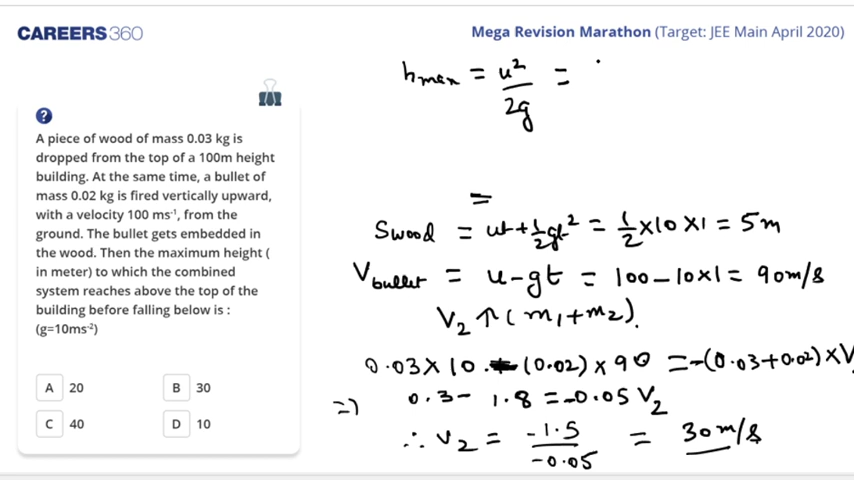 CAREERS360
Mega Revision Marathon (Target: JEE Main April 2020)
?
A piece of wood of mass 0.03 kg is
dropped from the top of a 100m height
building. At the same time, a bullet of
mass 0.02 kg is fired vertically upward,
with a velocity 100 ms⁻¹, from the
ground. The bullet gets embedded in
the wood. Then the maximum height (
in meter) to which the combined
system reaches above the top of the
building before falling below is :
(g=10ms⁻²)
A 20
B 30
C 40
D 10
hmax = u²/2g =
=
Swood = ut + 1/2 gt² = 1/2 × 10 × 1 = 5m
Vbullet = u - gt = 100 - 10×1 = 90m/s
V₂ ↑ (m₁+m₂).
0.03 × 10 - (0.02) × 90 = -(0.03+0.02) × V
⇒ 0.3 - 1.8 = -0.05 V₂
∴ V₂ = -1.5/-0.05 = 30m/s